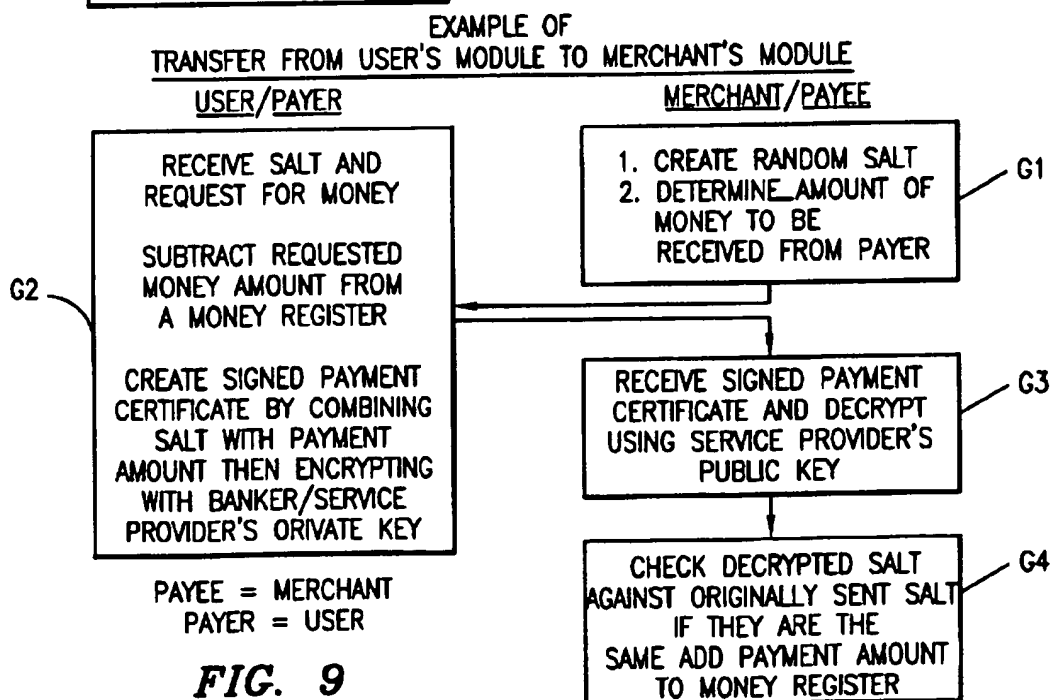 EXAMPLE OF
TRANSFER FROM USER'S MODULE TO MERCHANT'S MODULE
USER/PAYER
RECEIVE SALT AND
REQUEST FOR MONEY
SUBTRACT REQUESTED
MONEY AMOUNT FROM
A MONEY REGISTER
CREATE SIGNED PAYMENT
CERTIFICATE BY COMBINING
SALT WITH PAYMENT
AMOUNT THEN ENCRYPTING
WITH BANKER/SERVICE
PROVIDER'S ORIVATE KEY
G2
PAYEE = MERCHANT
PAYER = USER
MERCHANT/PAYEE
1. CREATE RANDOM SALT
2. DETERMINE AMOUNT OF
MONEY TO BE
RECEIVED FROM PAYER
G1
RECEIVE SIGNED PAYMENT
CERTIFICATE AND DECRYPT
USING SERVICE PROVIDER'S
PUBLIC KEY
G3
CHECK DECRYPTED SALT
AGAINST ORIGINALLY SENT SALT
IF THEY ARE THE
SAME ADD PAYMENT AMOUNT
TO MONEY REGISTER
G4
FIG. 9